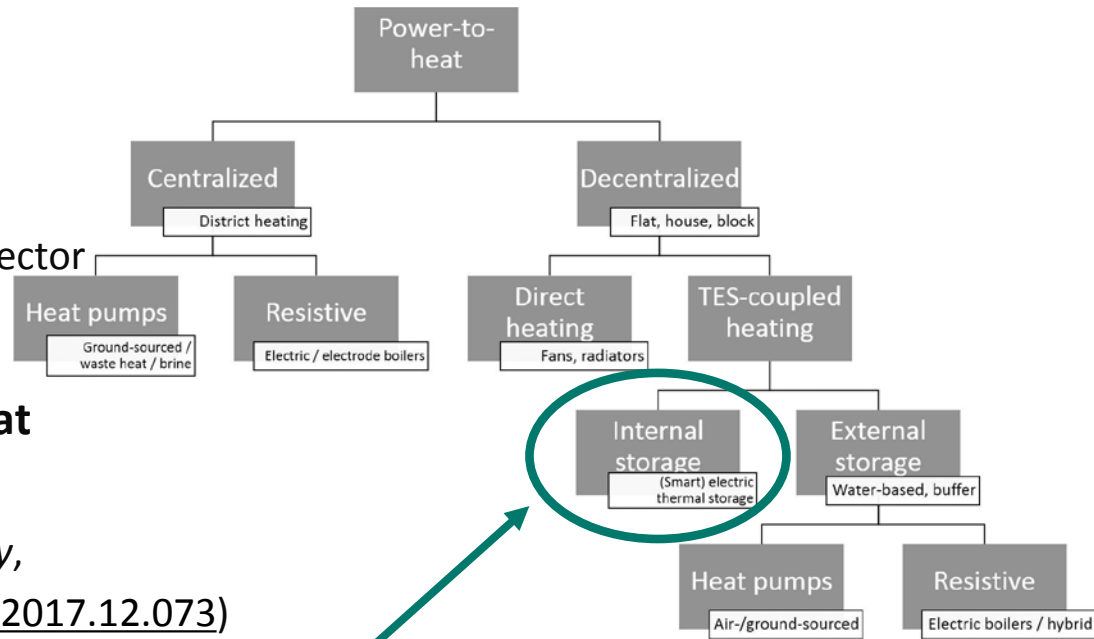 Power-to-
heat
Centralized
District heating
Decentralized
Flat, house, block
ector
Heat pumps
Ground-sourced /
waste heat / brine
Resistive
Electric / electrode boilers
Direct
heating
Fans, radiators
TES-coupled
heating
at
Internal
storage
(Smart) electric
thermal storage
External
storage
Water-based, buffer
y,
2017.12.073)
Heat pumps
Air-/ground-sourced
Resistive
Electric boilers / hybrid